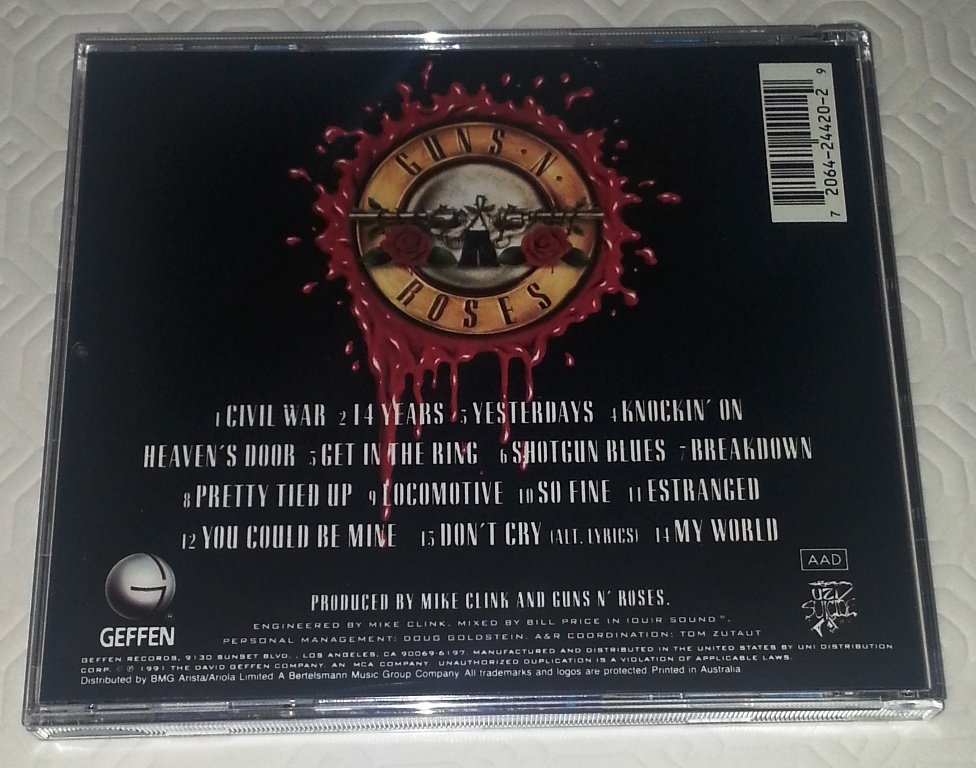 GUNS · N ·
ROSES
7 2064-24420-2 9
1 CIVIL WAR 2 14 YEARS 3 YESTERDAYS 4 KNOCKIN' ON
HEAVEN'S DOOR 5 GET IN THE RING 6 SHOTGUN BLUES 7 BREAKDOWN
8 PRETTY TIED UP 9 LOCOMOTIVE 10 SO FINE 11 ESTRANGED
12 YOU COULD BE MINE 13 DON'T CRY (ALT. LYRICS) 14 MY WORLD
AAD
GEFFEN
®
UZI
SUICIDE
PRODUCED BY MIKE CLINK AND GUNS N' ROSES.
ENGINEERED BY MIKE CLINK. MIXED BY BILL PRICE IN (OUIR SOUND™.
PERSONAL MANAGEMENT: DOUG GOLDSTEIN. A&R COORDINATION: TOM ZUTAUT
GEFFEN RECORDS, 9130 SUNSET BLVD., LOS ANGELES, CA 90069-6197. MANUFACTURED AND DISTRIBUTED IN THE UNITED STATES BY UNI DISTRIBUTION
CORP. © ℗ 1991 THE DAVID GEFFEN COMPANY. AN MCA COMPANY. UNAUTHORIZED DUPLICATION IS A VIOLATION OF APPLICABLE LAWS.
Distributed by BMG Arista/Ariola Limited A Bertelsmann Music Group Company All trademarks and logos are protected Printed in Australia